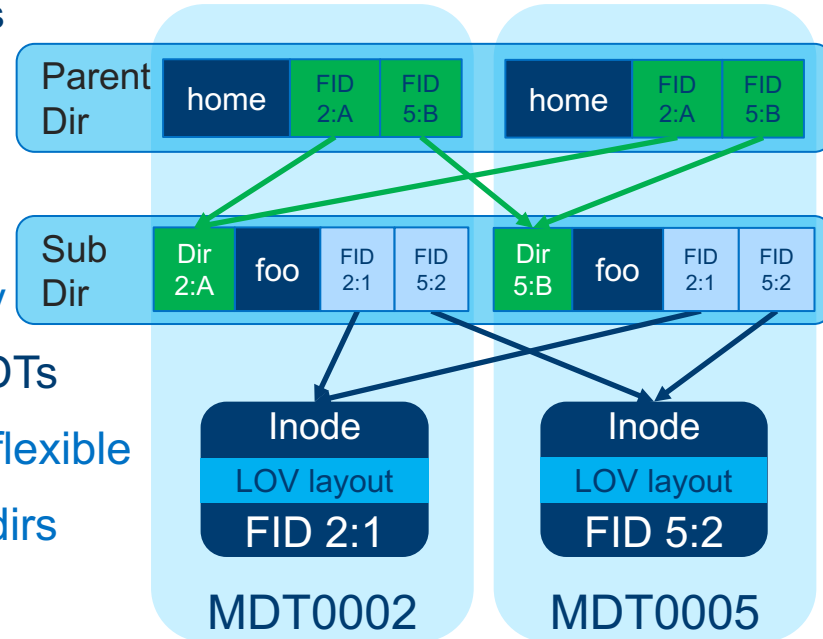 s
Parent
Dir
home
FID
2:A
FID
5:B
home
FID
2:A
FID
5:B
Sub
Dir
Dir
2:A
foo
FID
2:1
FID
5:2
Dir
5:B
foo
FID
2:1
FID
5:2
y
DTs
flexible
dirs
Inode
LOV layout
FID 2:1
Inode
LOV layout
FID 5:2
MDT0002
MDT0005